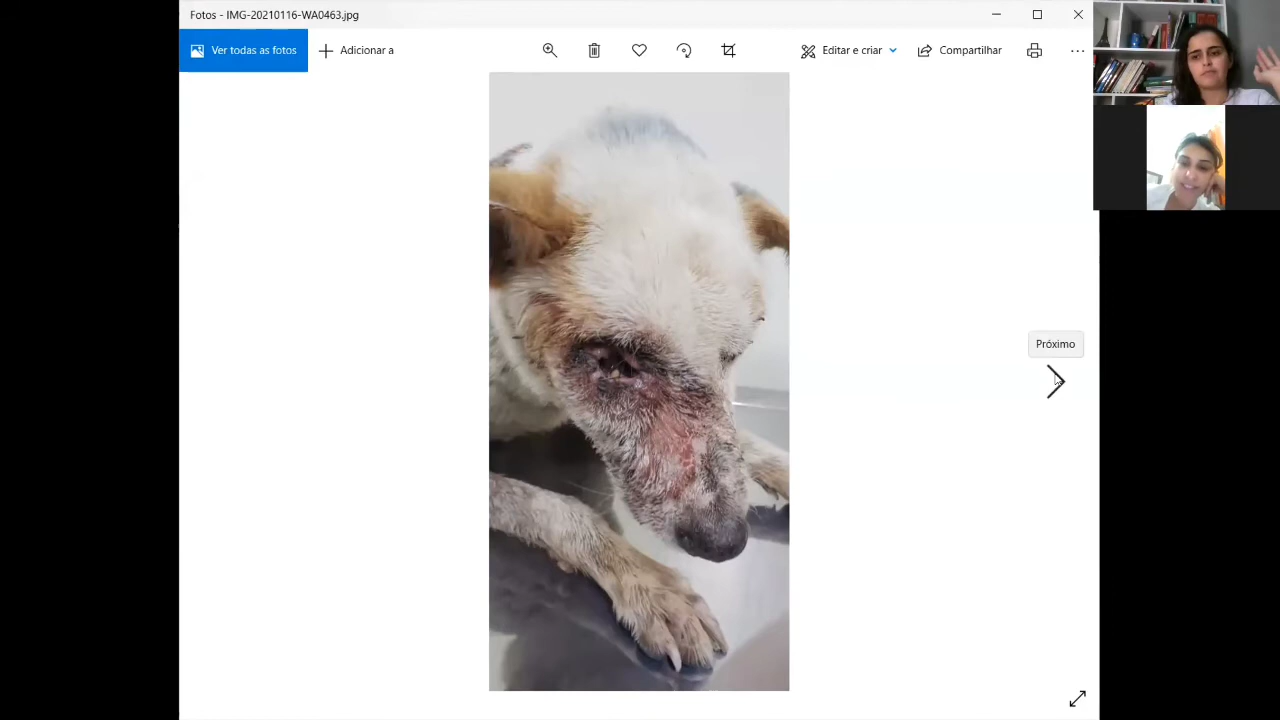 Fotos - IMG-20210116-WA0463.jpg
Ver todas as fotos
Adicionar a
Editar e criar
Compartilhar
Próximo